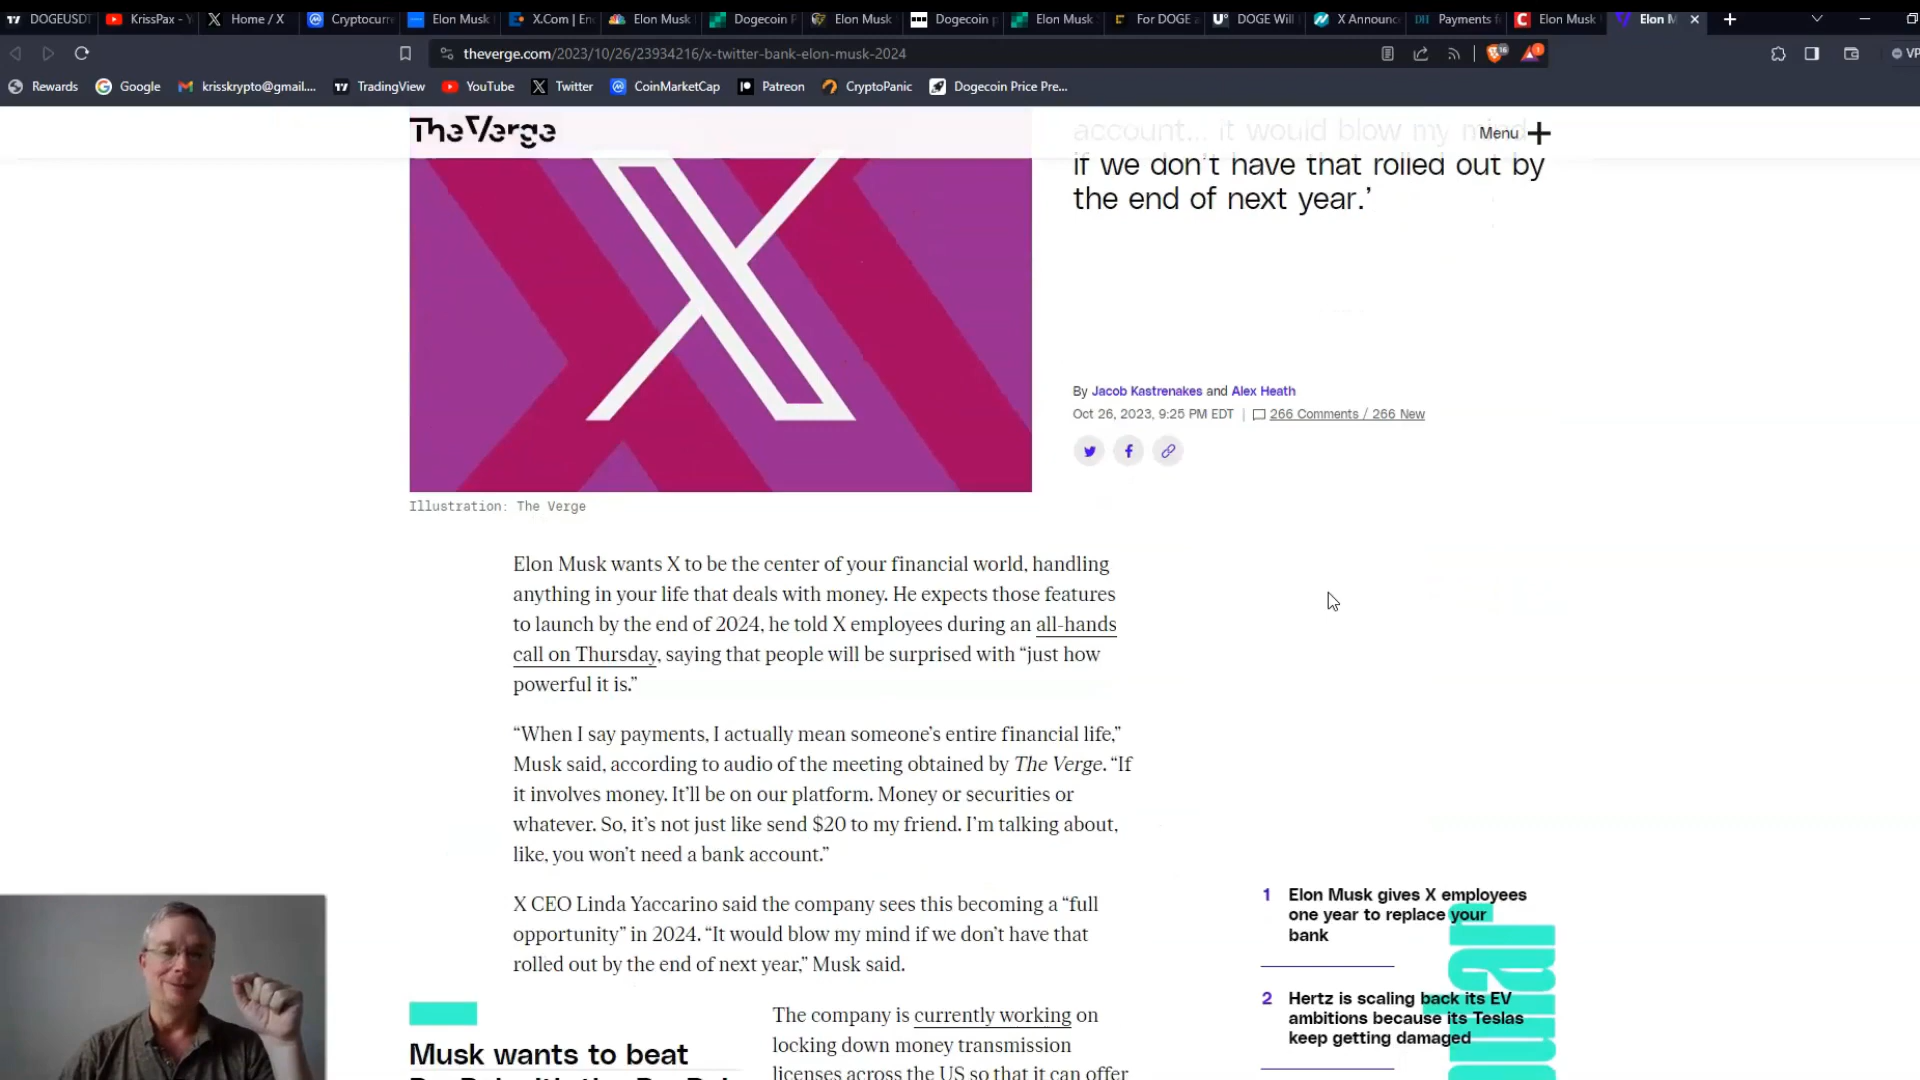 DOGEUSDT
KrissPax - Y
Home / X
Cryptocurr
Elon Musk
X.Com | En
Elon Musk
Dogecoin P
Elon Musk
Dogecoin p
Elon Musk
For DOGE
DOGE Will
X Announc
Payments f
Elon Musk
Elon M
theverge.com/2023/10/26/23934216/x-twitter-bank-elon-musk-2024
VP
Rewards
Google
krisskrypto@gmail....
TradingView
YouTube
Twitter
CoinMarketCap
Patreon
CryptoPanic
Dogecoin Price Pre...
The Verge
Menu
account... it would blow my mind
if we don't have that rolled out by
the end of next year.'
By Jacob Kastrenakes and Alex Heath
Oct 26, 2023, 9:25 PM EDT | 266 Comments / 266 New
Illustration: The Verge
Elon Musk wants X to be the center of your financial world, handling
anything in your life that deals with money. He expects those features
to launch by the end of 2024, he told X employees during an all-hands
call on Thursday, saying that people will be surprised with “just how
powerful it is.”
“When I say payments, I actually mean someone’s entire financial life,”
Musk said, according to audio of the meeting obtained by The Verge. “If
it involves money. It’ll be on our platform. Money or securities or
whatever. So, it’s not just like send $20 to my friend. I’m talking about,
like, you won’t need a bank account.”
X CEO Linda Yaccarino said the company sees this becoming a “full
opportunity” in 2024. “It would blow my mind if we don’t have that
rolled out by the end of next year,” Musk said.
The company is currently working on
locking down money transmission
licenses across the US so that it can offer
Musk wants to beat
1 Elon Musk gives X employees
one year to replace your
bank
2 Hertz is scaling back its EV
ambitions because its Teslas
keep getting damaged